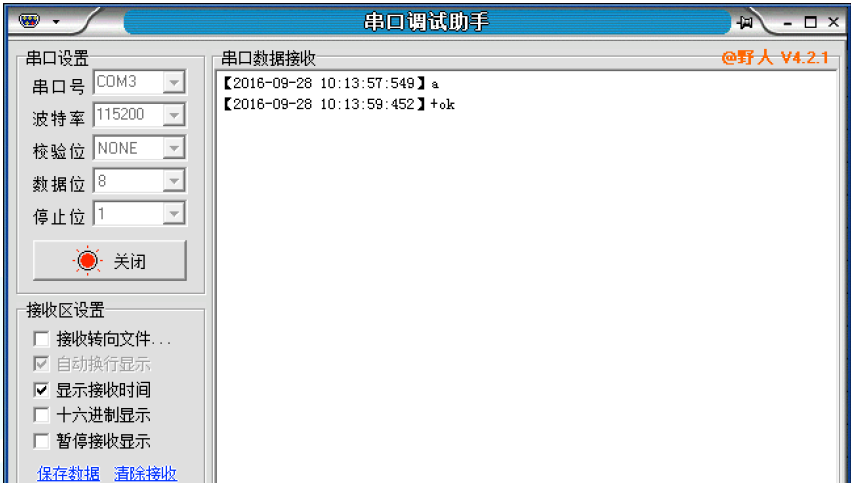 串口调试助手
串口设置
串口号 COM3
波特率 115200
校验位 NONE
数据位 8
停止位 1
关闭
接收区设置
接收转向文件...
自动换行显示
显示接收时间
十六进制显示
暂停接收显示
保存数据 清除接收
串口数据接收
@野人 V4.2.1
【2016-09-28 10:13:57:549】a
【2016-09-28 10:13:59:452】+ok